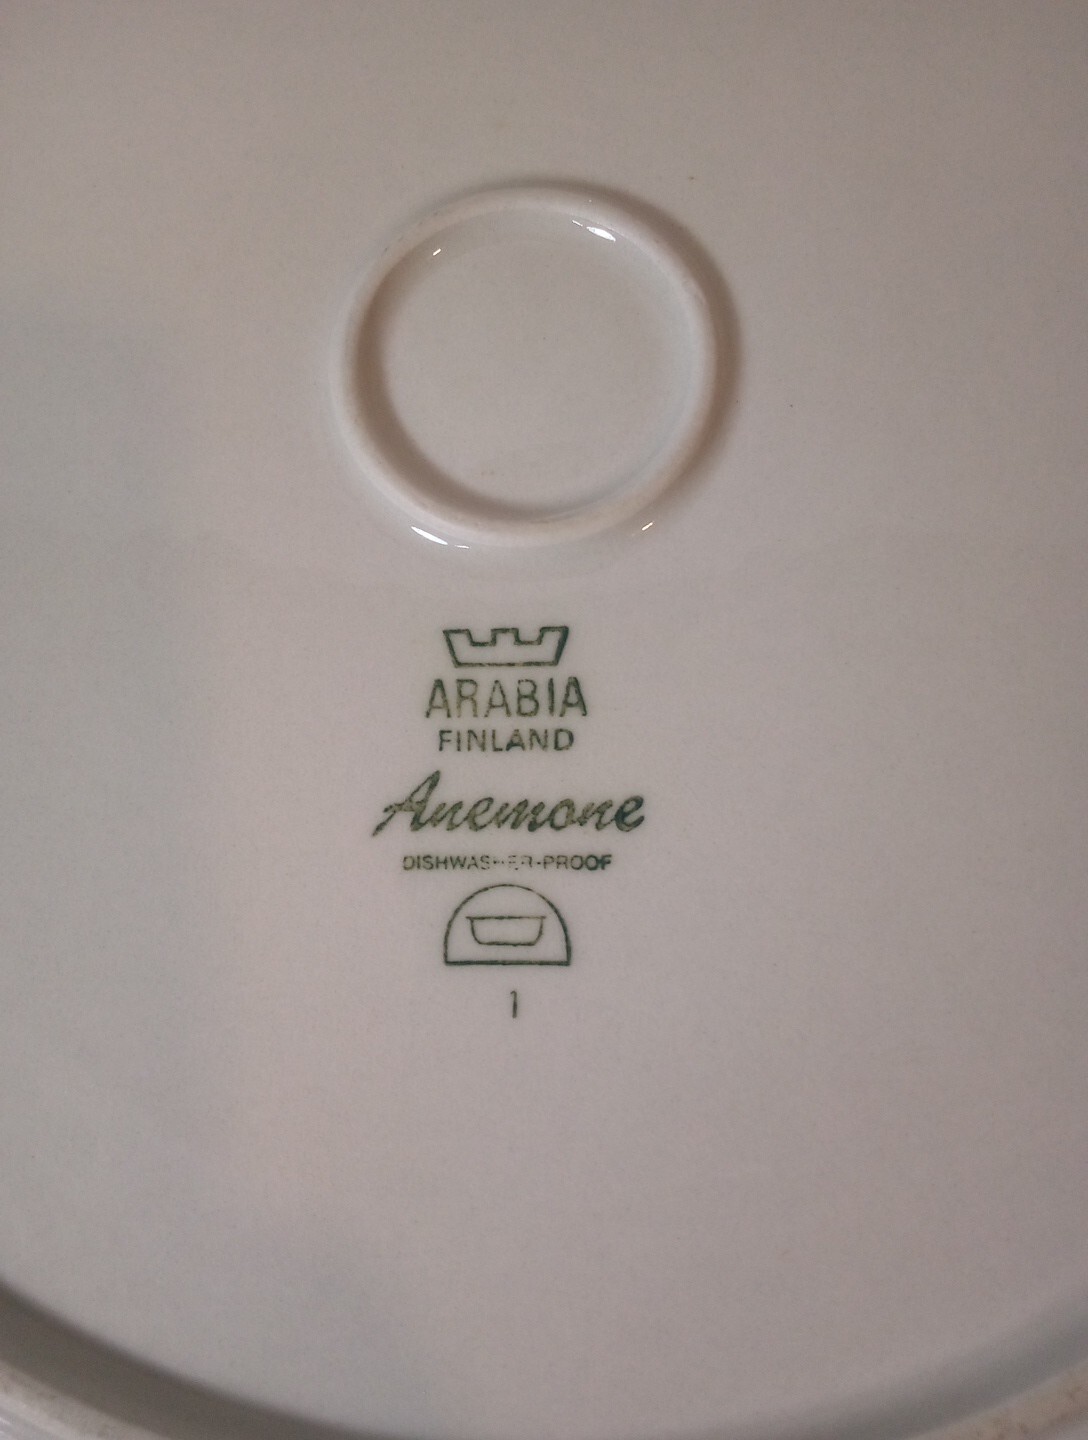 ARABIA
FINLAND
Anemone
DISHWASHER-PROOF
1